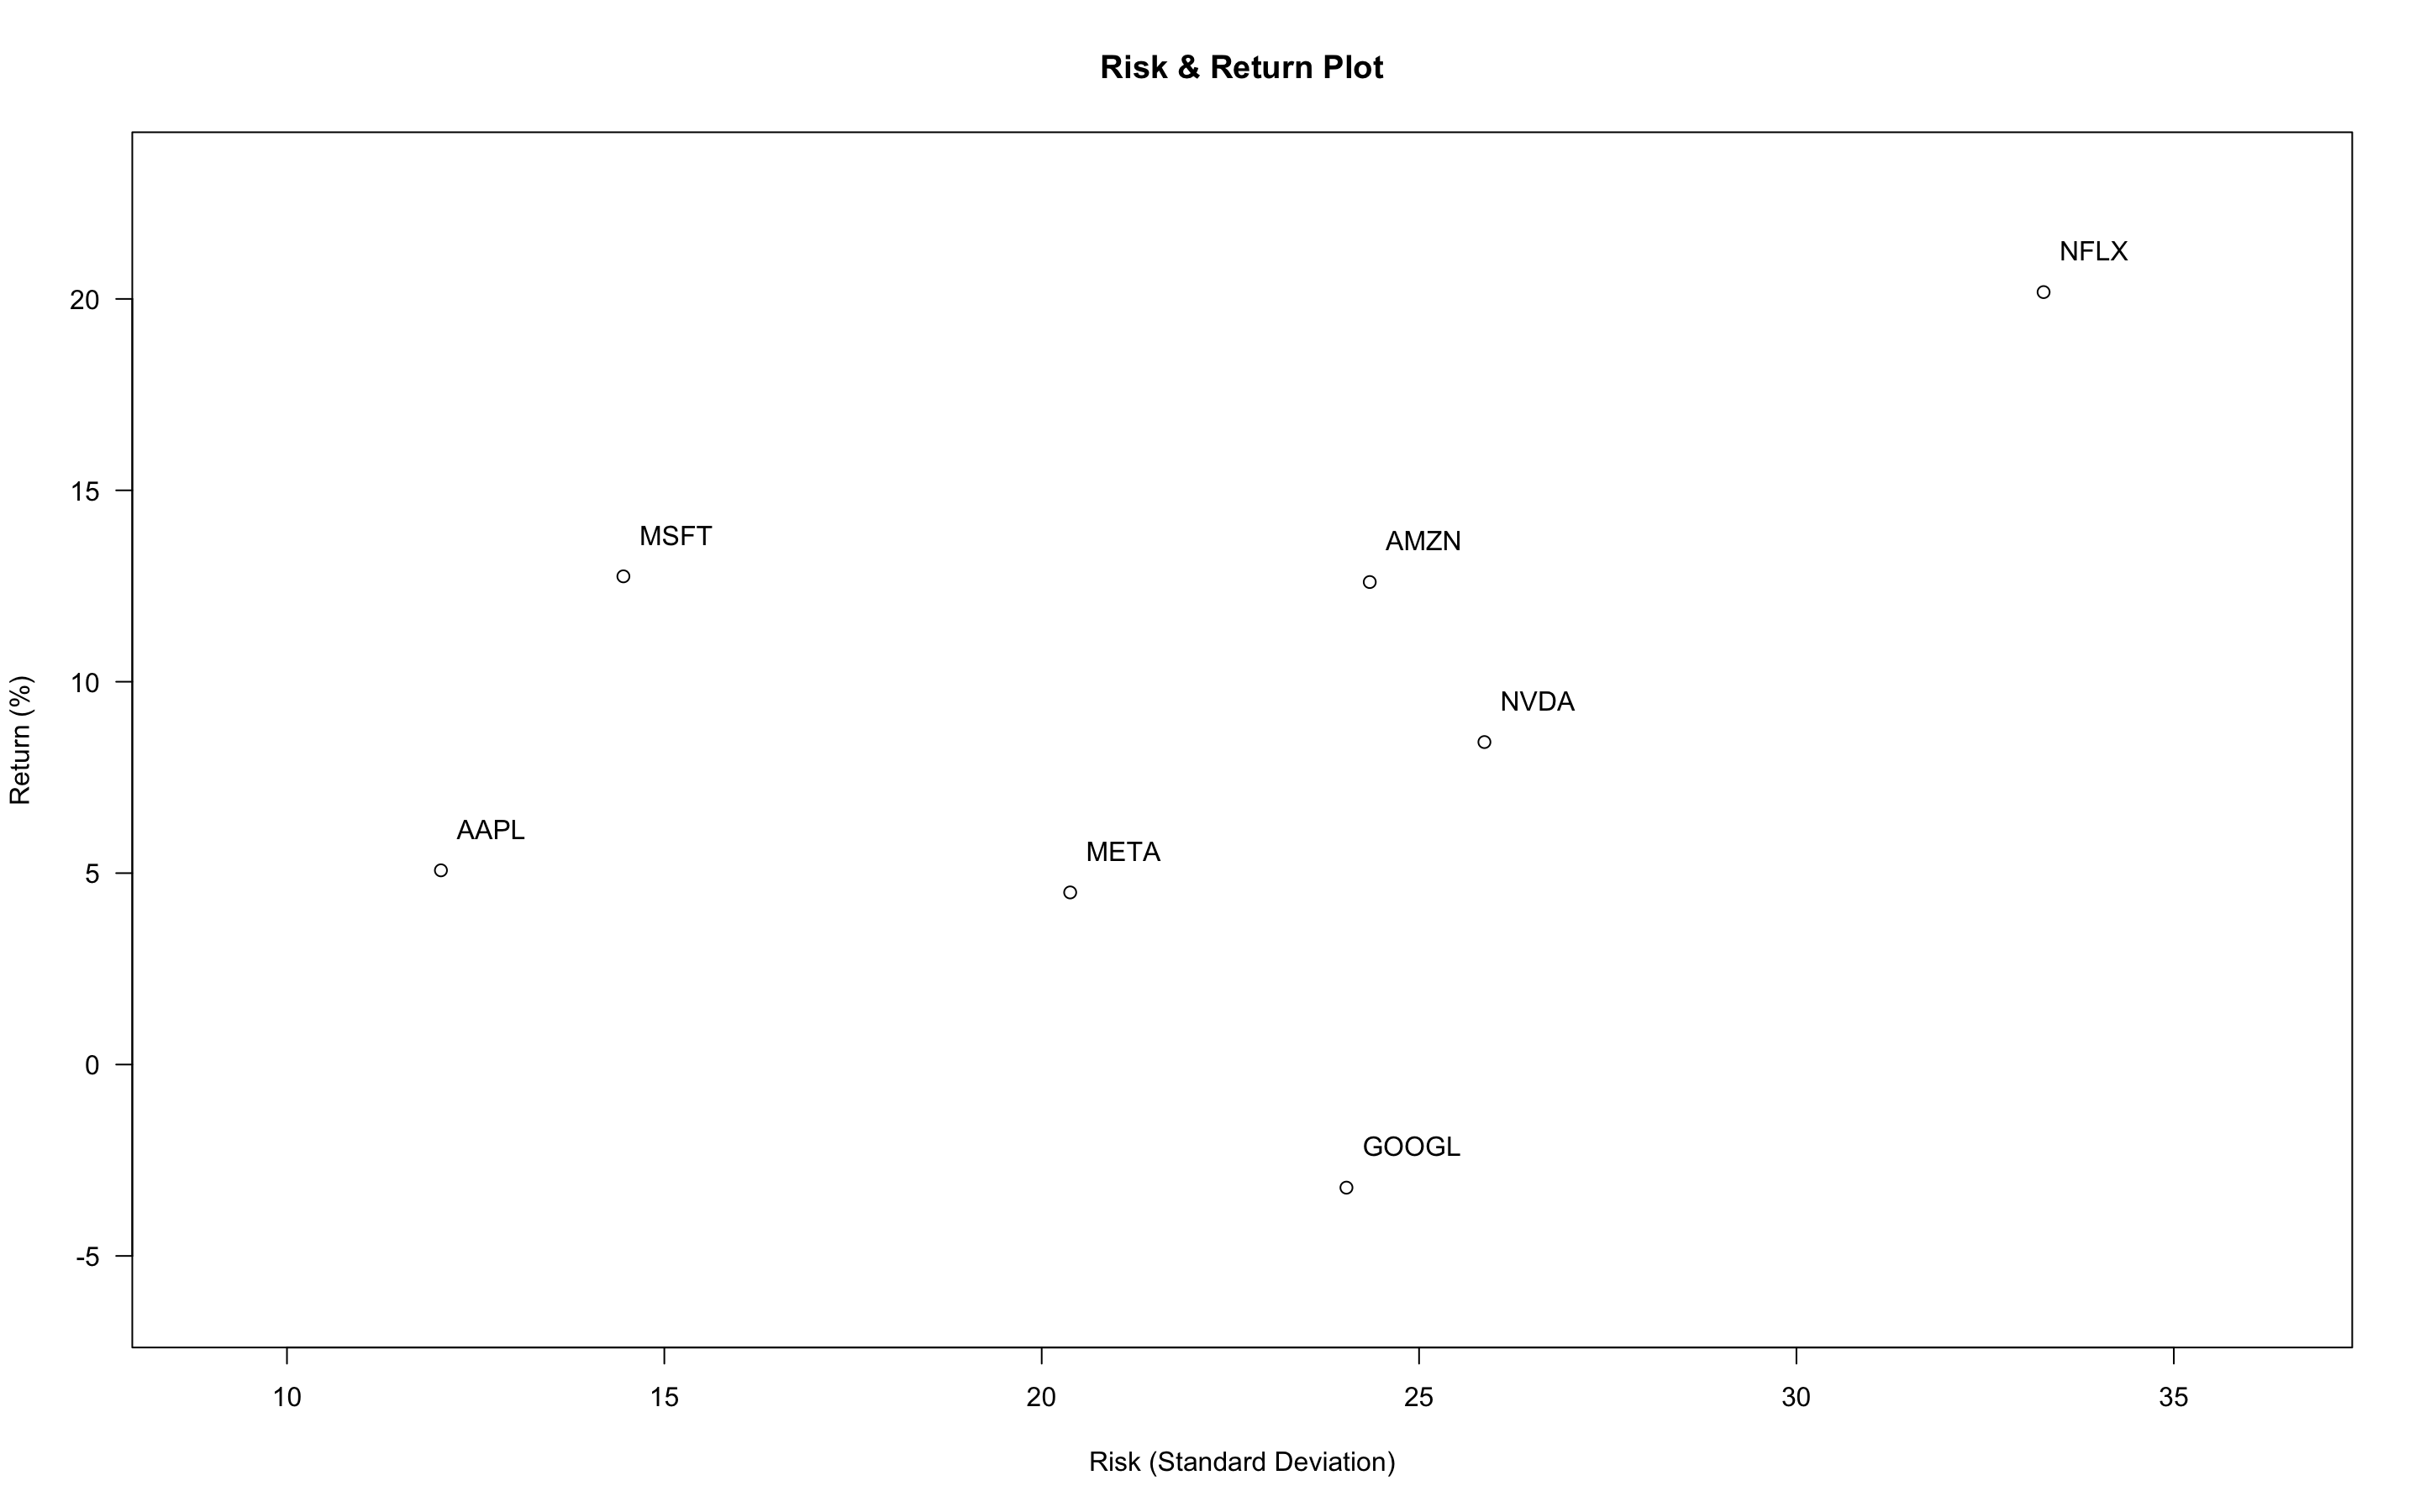 Risk & Return Plot
NFLX
20
15
MSFT
AMZN
10
NVDA
Return (%)
AAPL
META
5
0
GOOGL
-5
10
15
20
25
30
35
Risk (Standard Deviation)